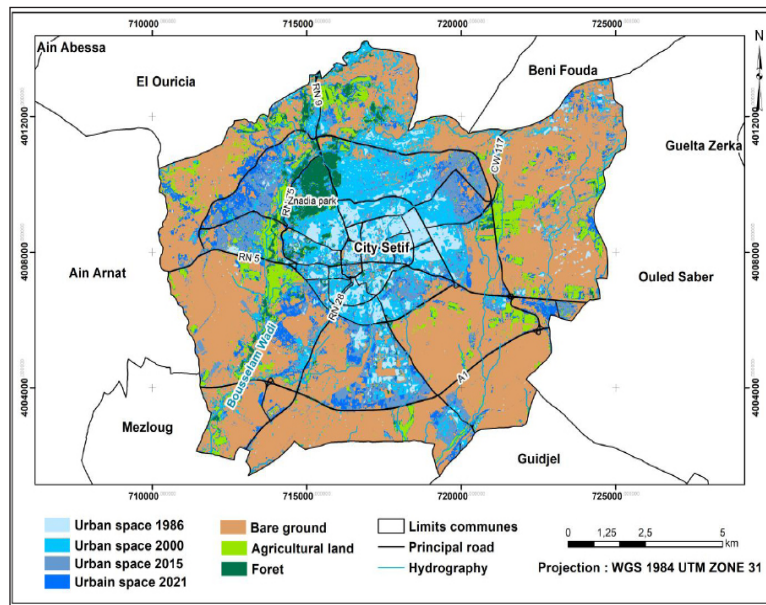 710000 715000 720000 725000
Ain Abessa
El Ouricia
Beni Fouda
N
RN 9
4012000
4012000
CW 117
Guelta Zerka
Znadia park
City Setif
4008000
4008000
Ain Arnat
RN 5
Ouled Saber
RN 28
Bousselam Wadi
A1
4004000
4004000
Mezloug
Guidjel
710000 715000 720000 725000
Urban space 1986
Urban space 2000
Urban space 2015
Urbain space 2021
Bare ground
Agricultural land
Foret
Limits communes
Principal road
Hydrography
0 1,25 2,5 5
km
Projection : WGS 1984 UTM ZONE 31